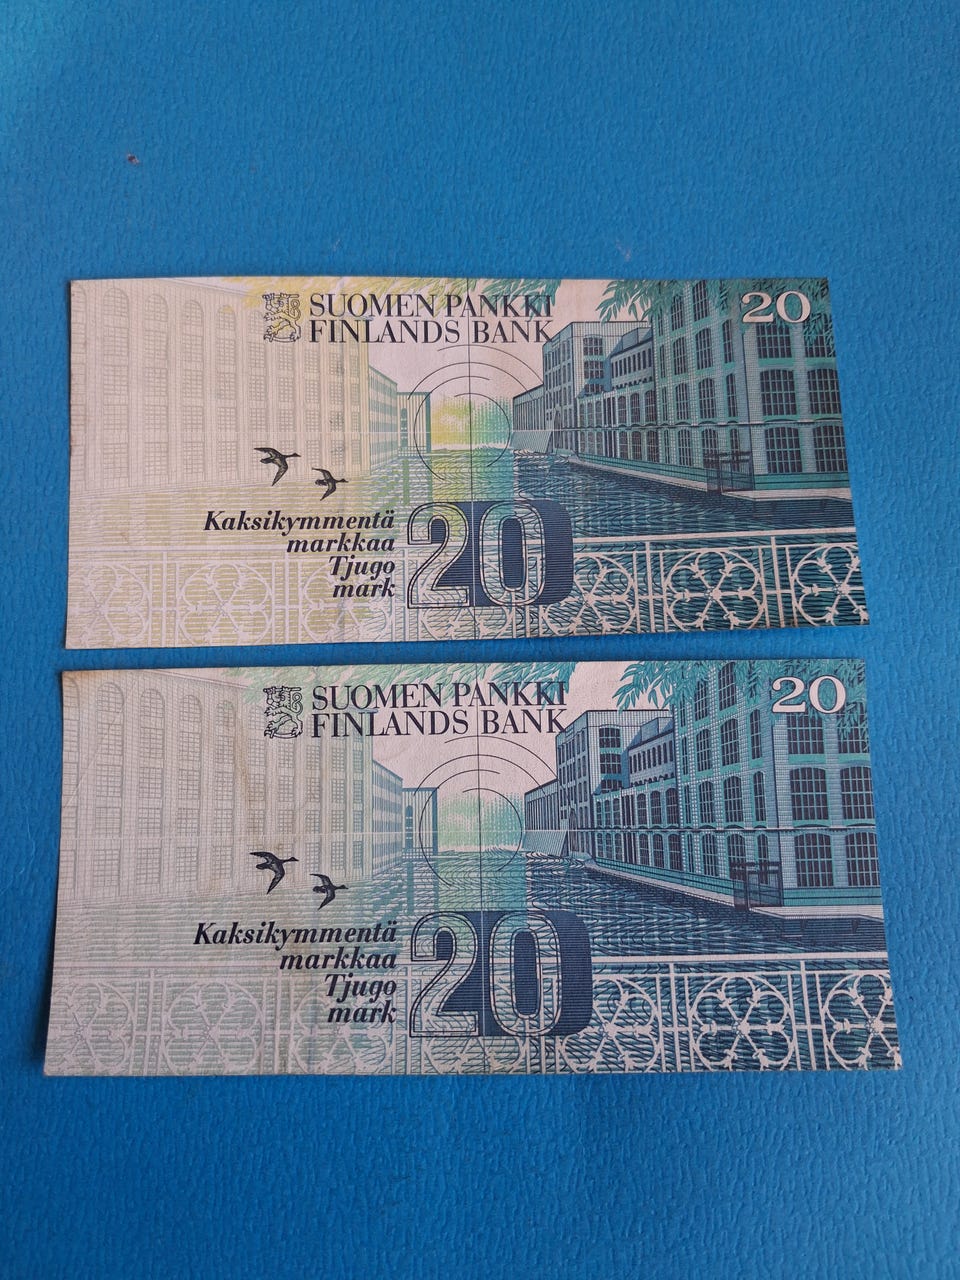 SUOMEN PANKKI
FINLANDS BANK
20
Kaksikymmentä
markkaa
Tjugo
mark
20
SUOMEN PANKKI
FINLANDS BANK
20
Kaksikymmentä
markkaa
Tjugo
mark
20